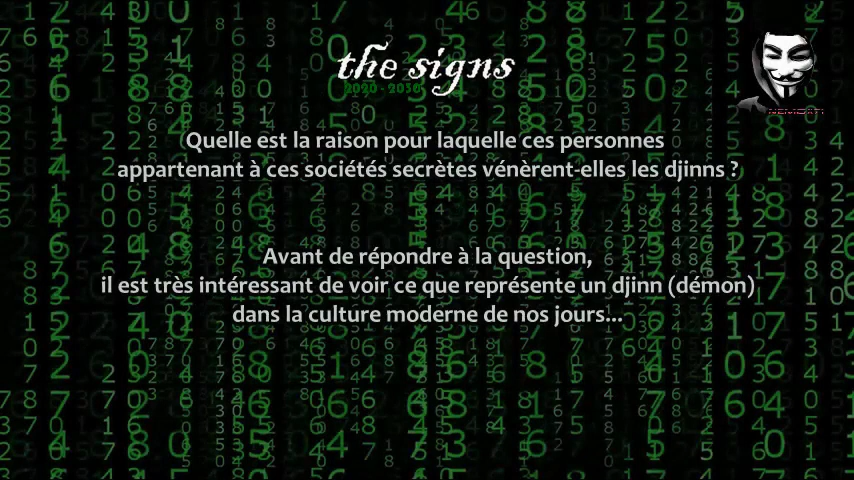 the signs
2020 - 2030
Quelle est la raison pour laquelle ces personnes
appartenant à ces sociétés secrètes vénèrent-elles les djinns ?
Avant de répondre à la question,
il est très intéressant de voir ce que représente un djinn (démon)
dans la culture moderne de nos jours...